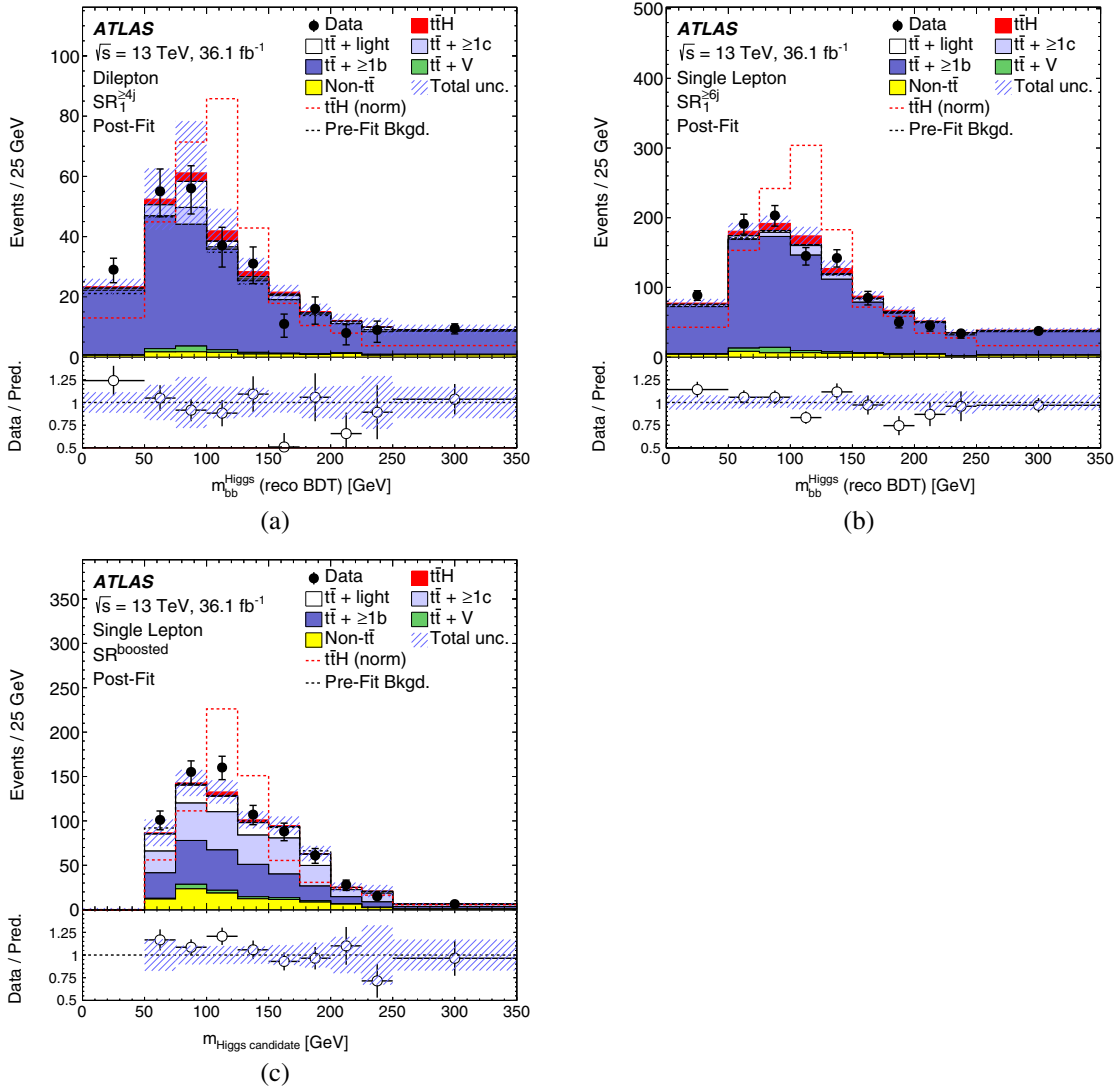 ATLAS
√s = 13 TeV, 36.1 fb⁻¹
Dilepton
SR₁^≥4j
Post-Fit
Data
tt̄H
tt̄ + light
tt̄ + ≥1c
tt̄ + ≥1b
tt̄ + V
Non-tt̄
Total unc.
tt̄H (norm)
Pre-Fit Bkgd.
Events / 25 GeV
100
80
60
40
20
0
Data / Pred.
1.25
1
0.75
0.5
0 50 100 150 200 250 300 350
m_bb^Higgs (reco BDT) [GeV]
(a)
ATLAS
√s = 13 TeV, 36.1 fb⁻¹
Single Lepton
SR₁^≥6j
Post-Fit
Data
tt̄H
tt̄ + light
tt̄ + ≥1c
tt̄ + ≥1b
tt̄ + V
Non-tt̄
Total unc.
tt̄H (norm)
Pre-Fit Bkgd.
Events / 25 GeV
500
400
300
200
100
0
Data / Pred.
1.25
1
0.75
0.5
0 50 100 150 200 250 300 350
m_bb^Higgs (reco BDT) [GeV]
(b)
ATLAS
√s = 13 TeV, 36.1 fb⁻¹
Single Lepton
SR^boosted
Post-Fit
Data
tt̄H
tt̄ + light
tt̄ + ≥1c
tt̄ + ≥1b
tt̄ + V
Non-tt̄
Total unc.
tt̄H (norm)
Pre-Fit Bkgd.
Events / 25 GeV
350
300
250
200
150
100
50
0
Data / Pred.
1.25
1
0.75
0.5
0 50 100 150 200 250 300 350
m_Higgs candidate [GeV]
(c)